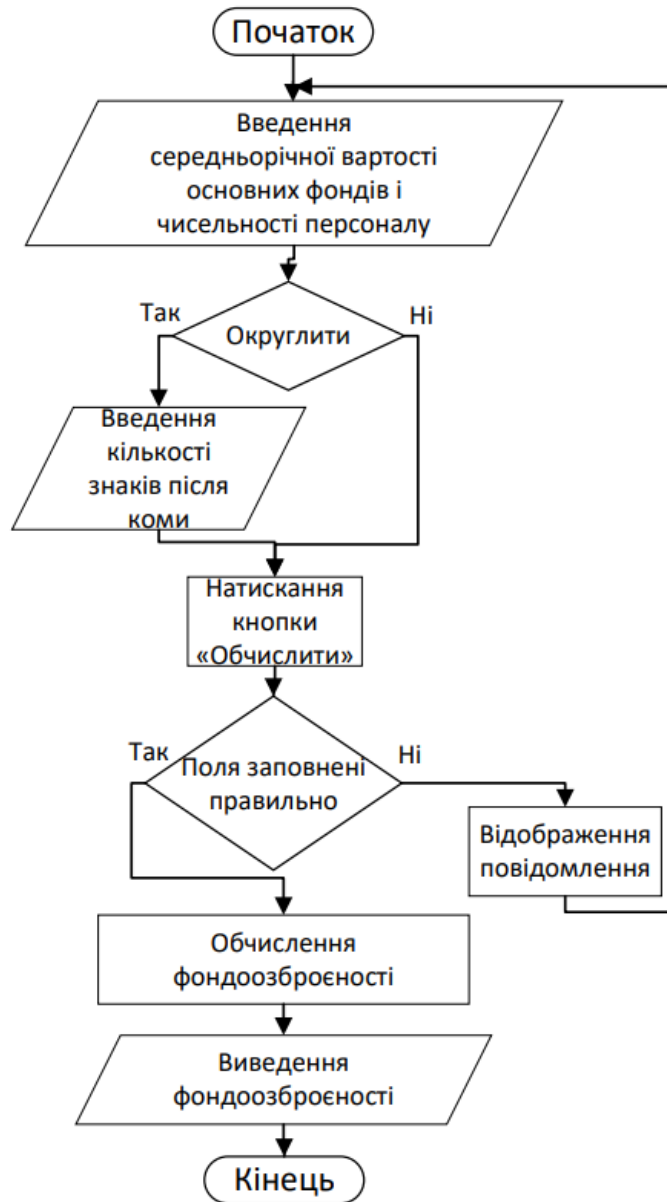 Початок
Введення
середньорічної вартості
основних фондів і
чисельності персоналу
Так
Ні
Округлити
Введення
кількості
знаків після
коми
Натискання
кнопки
«Обчислити»
Так
Ні
Поля заповнені
правильно
Відображення
повідомлення
Обчислення
фондоозброєності
Виведення
фондоозброєності
Кінець